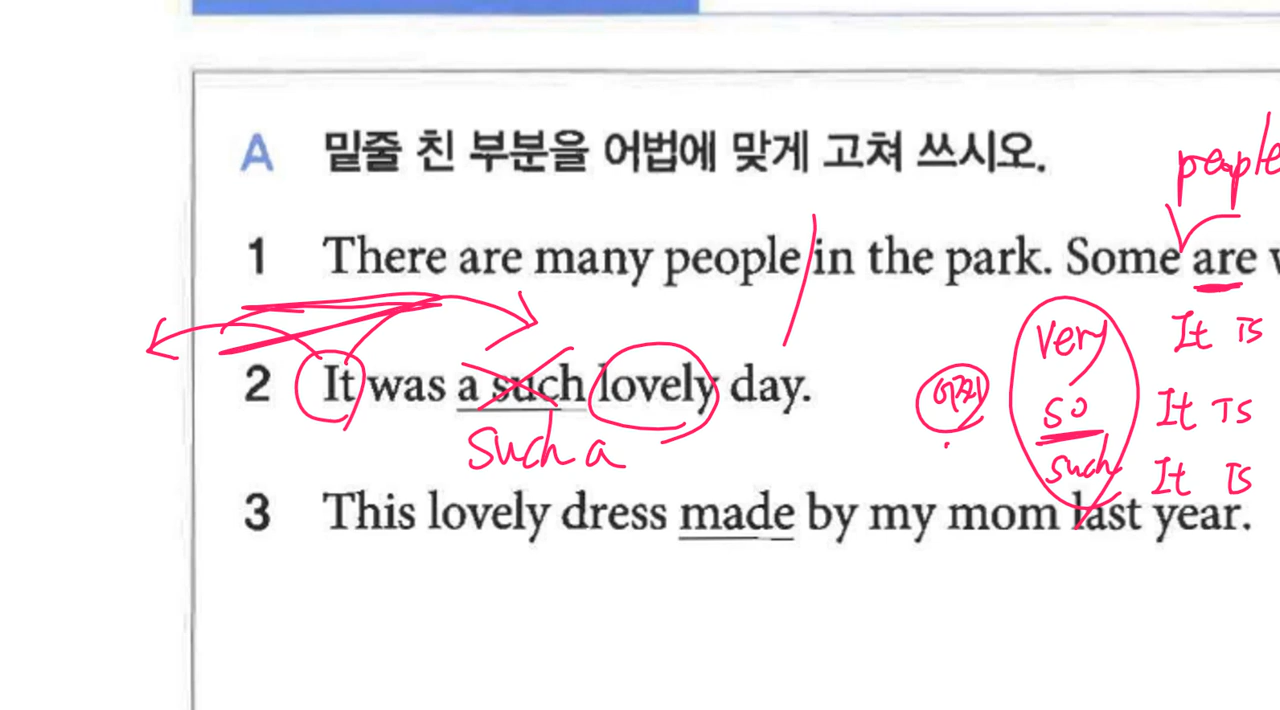 A 밑줄 친 부분을 어법에 맞게 고쳐 쓰시오.
people
1 There are many people in the park. Some are
very It is
2 It was a such lovely day.
so It is
such a
such It is
3 This lovely dress made by my mom last year.